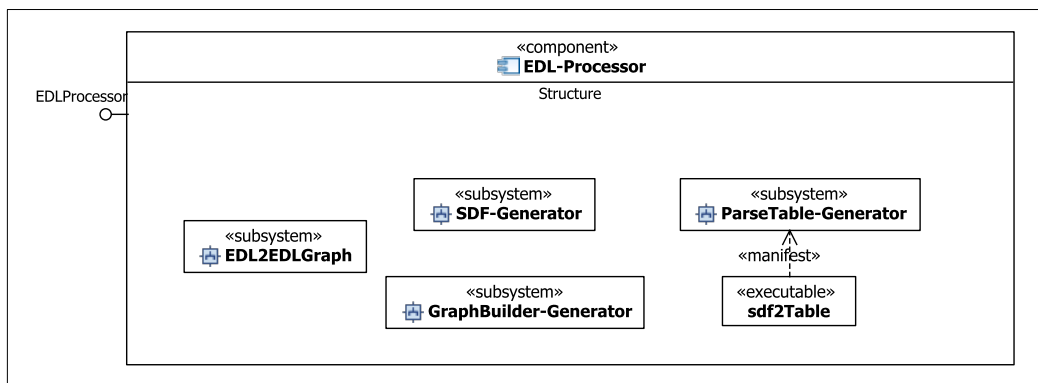 «component»
EDL-Processor
Structure
EDLProcessor
«subsystem»
SDF-Generator
«subsystem»
ParseTable-Generator
«subsystem»
EDL2EDLGraph
«manifest»
«subsystem»
GraphBuilder-Generator
«executable»
sdf2Table